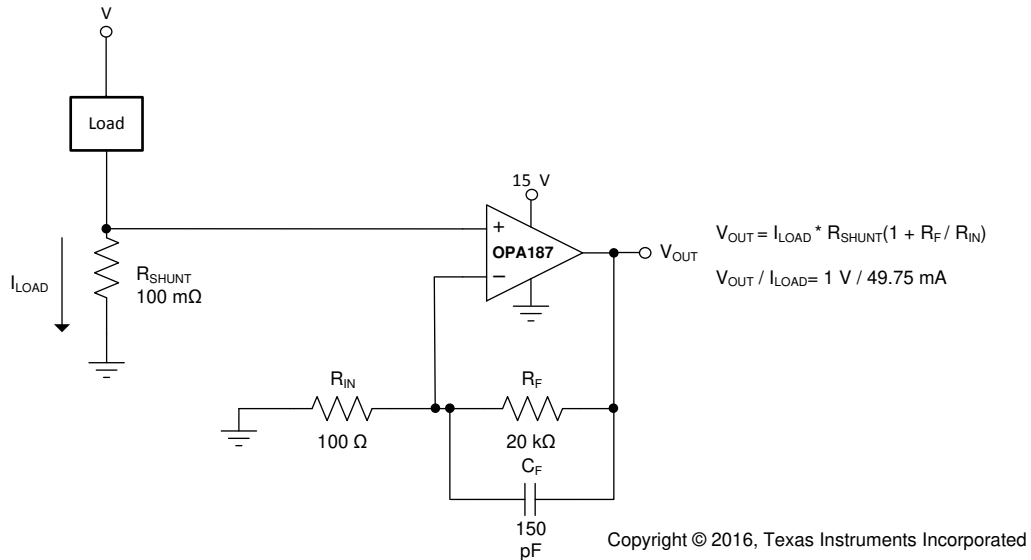 V
Load
I_LOAD
R_SHUNT
100 mΩ
15 V
+
OPA187
−
V_OUT
V_OUT = I_LOAD * R_SHUNT(1 + R_F / R_IN)
V_OUT / I_LOAD= 1 V / 49.75 mA
R_IN
100 Ω
R_F
20 kΩ
C_F
150
pF
Copyright © 2016, Texas Instruments Incorporated